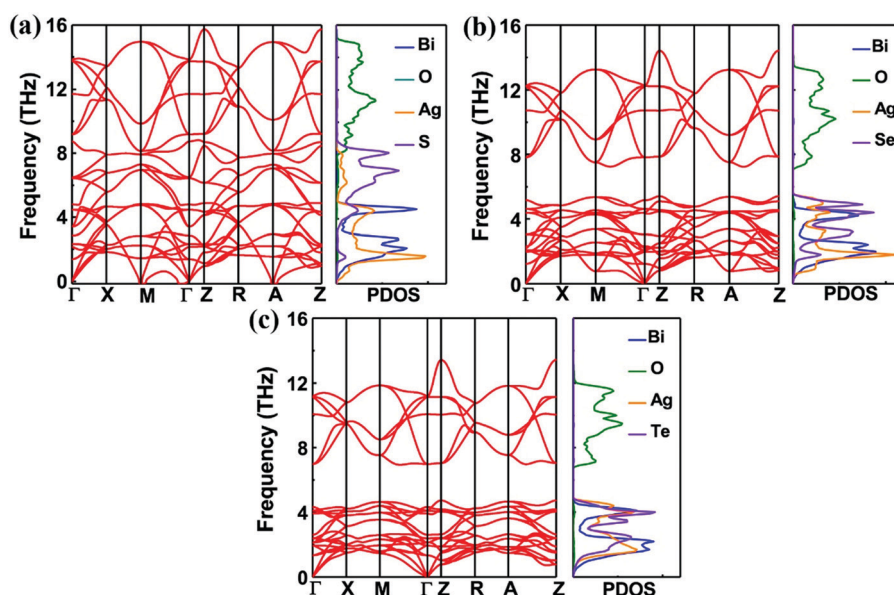 (a)
Frequency (THz)
16
12
8
4
0
Γ X M Γ Z R A Z
Bi
O
Ag
S
PDOS
(b)
Frequency (THz)
16
12
8
4
0
Γ X M Γ Z R A Z
Bi
O
Ag
Se
PDOS
(c)
Frequency (THz)
16
12
8
4
0
Γ X M Γ Z R A Z
Bi
O
Ag
Te
PDOS